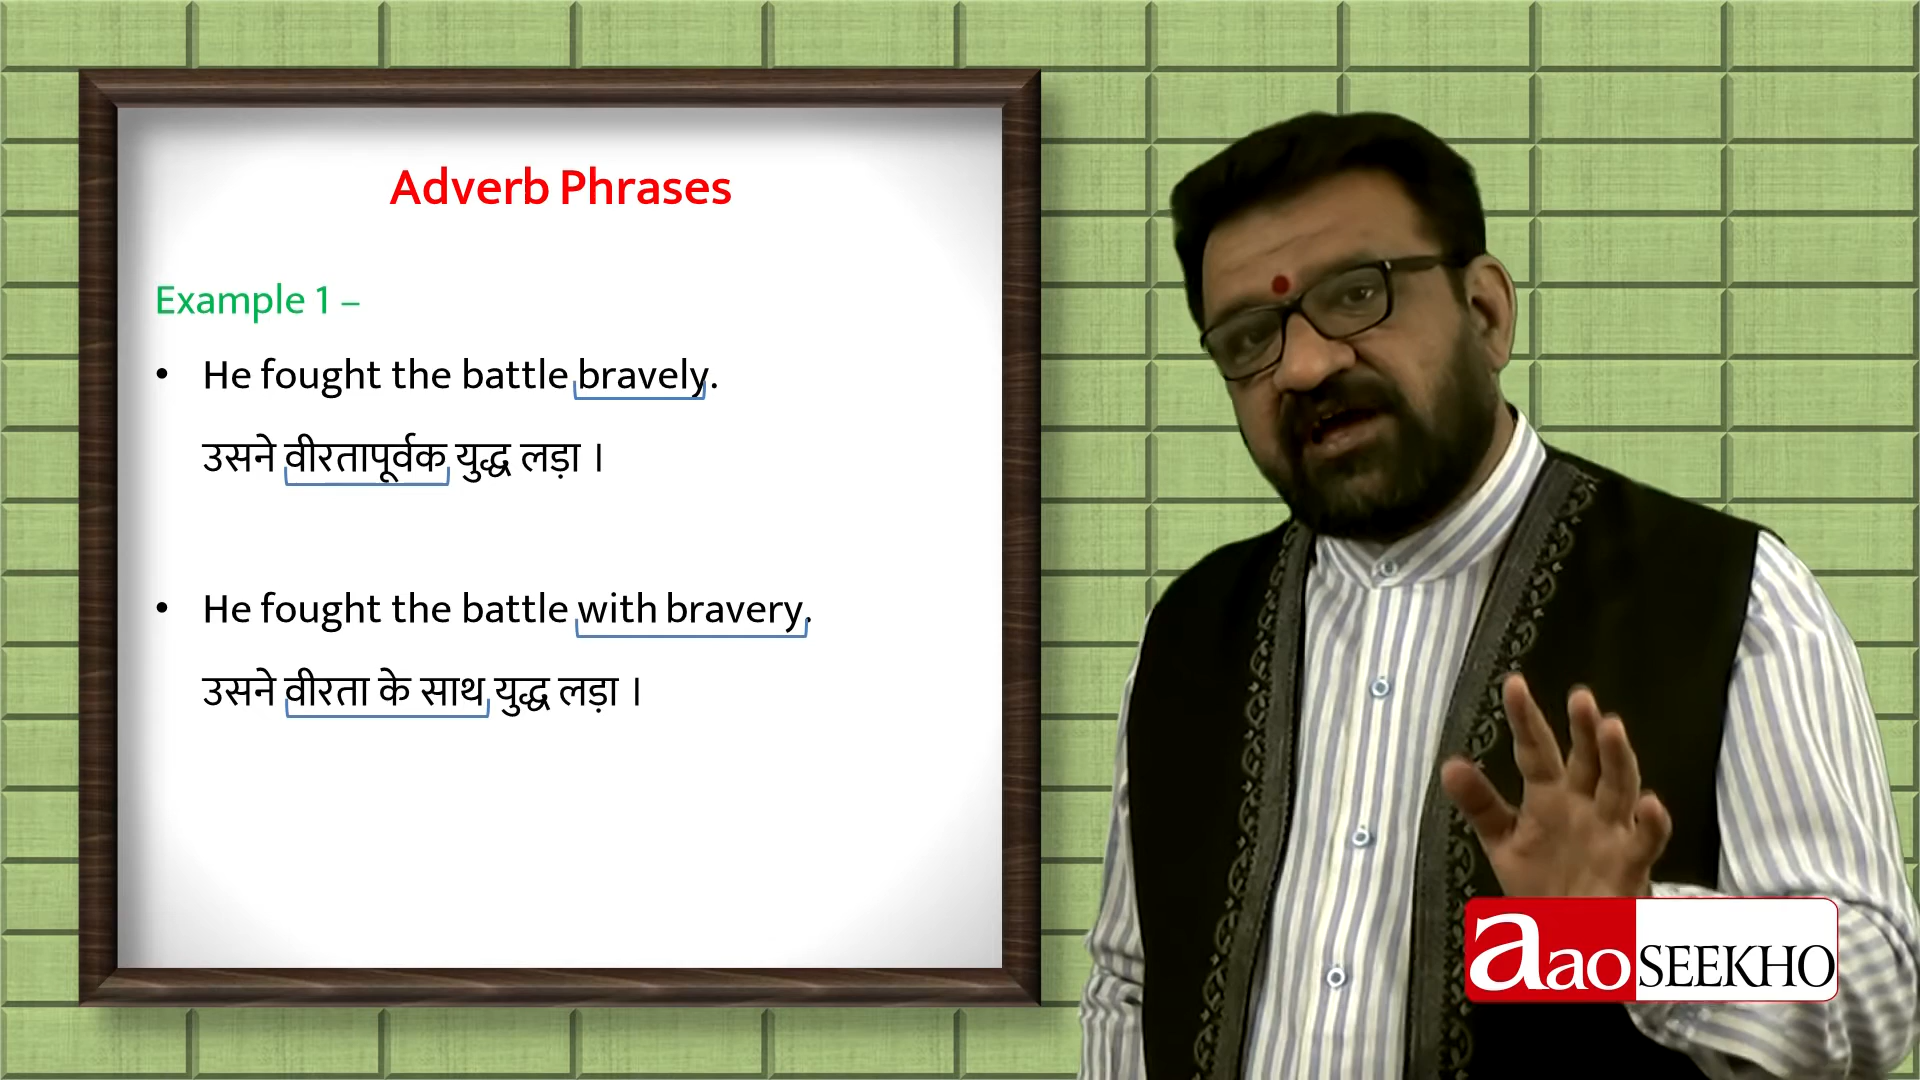 Adverb Phrases
Example 1 –
• He fought the battle bravely.
उसने वीरतापूर्वक युद्ध लड़ा ।
• He fought the battle with bravery.
उसने वीरता के साथ युद्ध लड़ा ।
aao SEEKHO